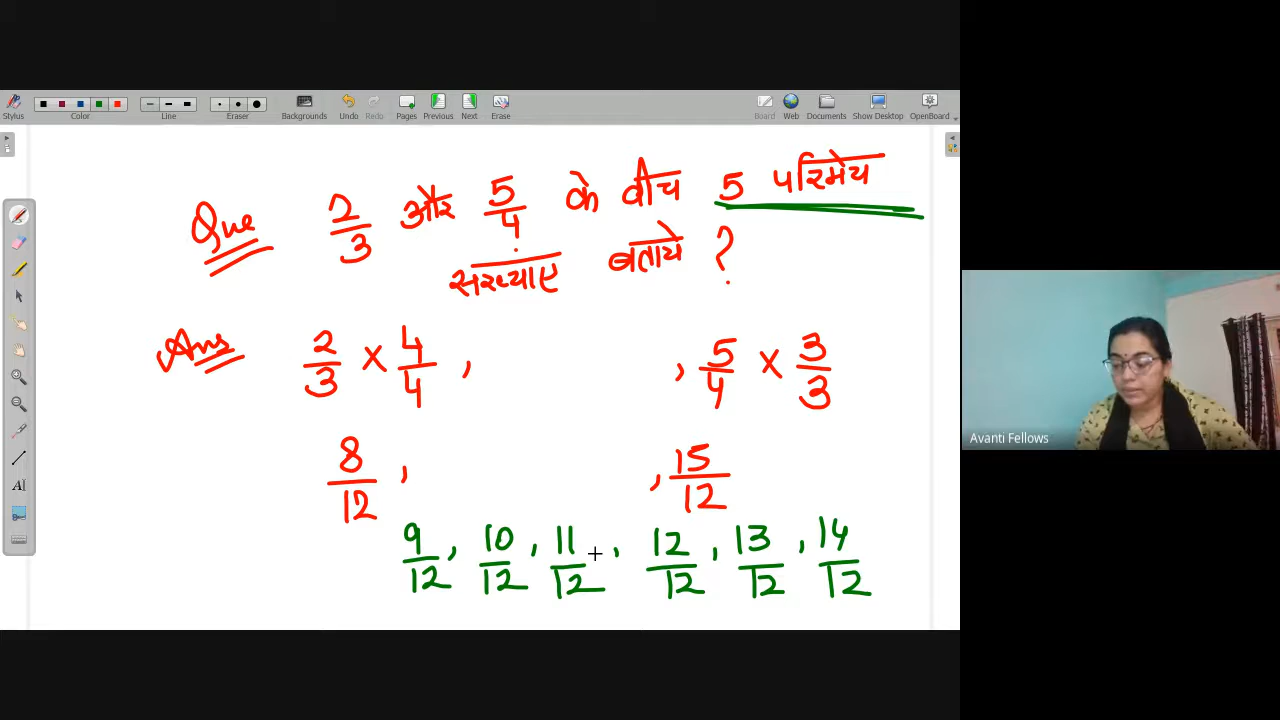 Stylus
Color
Line
Eraser
Backgrounds
Undo
Redo
Pages
Previous
Next
Erase
Board
Web
Documents
Show Desktop
OpenBoard
Que 2/3 और 5/4 के बीच 5 परिमेय
सख्याए बताये ?
Ans 2/3 × 4/4 , , 5/4 × 3/3
8/12 , , 15/12
9/12 , 10/12 , 11/12 , 12/12 , 13/12 , 14/12
Avanti Fellows